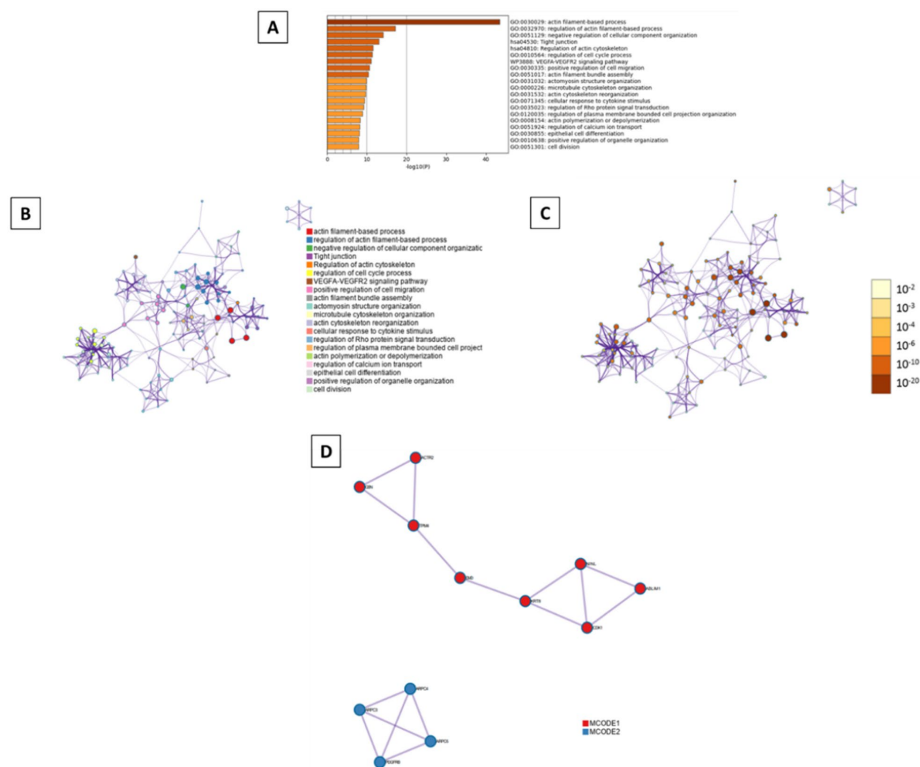 A
GO:0030029: actin filament-based process
GO:0032970: regulation of actin filament-based process
GO:0051129: negative regulation of cellular component organization
hsa04530: Tight junction
hsa04810: Regulation of actin cytoskeleton
GO:0010564: regulation of cell cycle process
WP3888: VEGFA-VEGFR2 signaling pathway
GO:0030335: positive regulation of cell migration
GO:0051017: actin filament bundle assembly
GO:0031032: actomyosin structure organization
GO:0000226: microtubule cytoskeleton organization
GO:0031532: actin cytoskeleton reorganization
GO:0071345: cellular response to cytokine stimulus
GO:0035023: regulation of Rho protein signal transduction
GO:0120035: regulation of plasma membrane bounded cell projection organization
GO:0008154: actin polymerization or depolymerization
GO:0051924: regulation of calcium ion transport
GO:0030855: epithelial cell differentiation
GO:0010638: positive regulation of organelle organization
GO:0051301: cell division
0 10 20 30 40
-log10(P)
B
actin filament-based process
regulation of actin filament-based process
negative regulation of cellular component organizatic
Tight junction
Regulation of actin cytoskeleton
regulation of cell cycle process
VEGFA-VEGFR2 signaling pathway
positive regulation of cell migration
actin filament bundle assembly
actomyosin structure organization
microtubule cytoskeleton organization
actin cytoskeleton reorganization
cellular response to cytokine stimulus
regulation of Rho protein signal transduction
regulation of plasma membrane bounded cell project
actin polymerization or depolymerization
regulation of calcium ion transport
epithelial cell differentiation
positive regulation of organelle organization
cell division
C
10-2
10-3
10-4
10-6
10-10
10-20
D
MCODE1
MCODE2